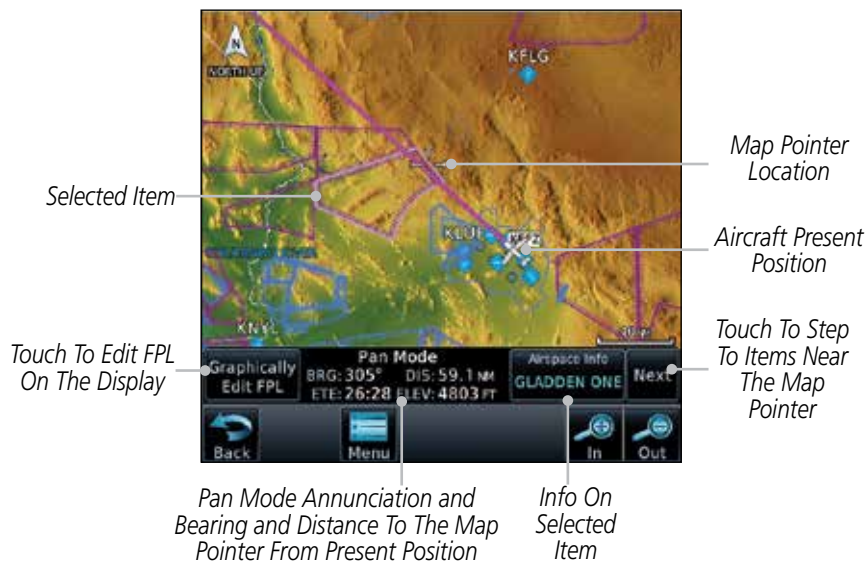 N
NORTH UP
KFLG
Map Pointer
Location
Selected Item
KLUF
Aircraft Present
Position
KNYL
Touch To Edit FPL
On The Display
Touch To Step
To Items Near
The Map
Pointer
Graphically
Edit FPL
Pan Mode
BRG: 305° DIS: 59.1 NM
ETE: 26:28 ELEV: 4803 FT
Airspace Info
GLADDEN ONE
Next
Back
Menu
In
Out
Pan Mode Annunciation and
Bearing and Distance To The Map
Pointer From Present Position
Info On
Selected
Item